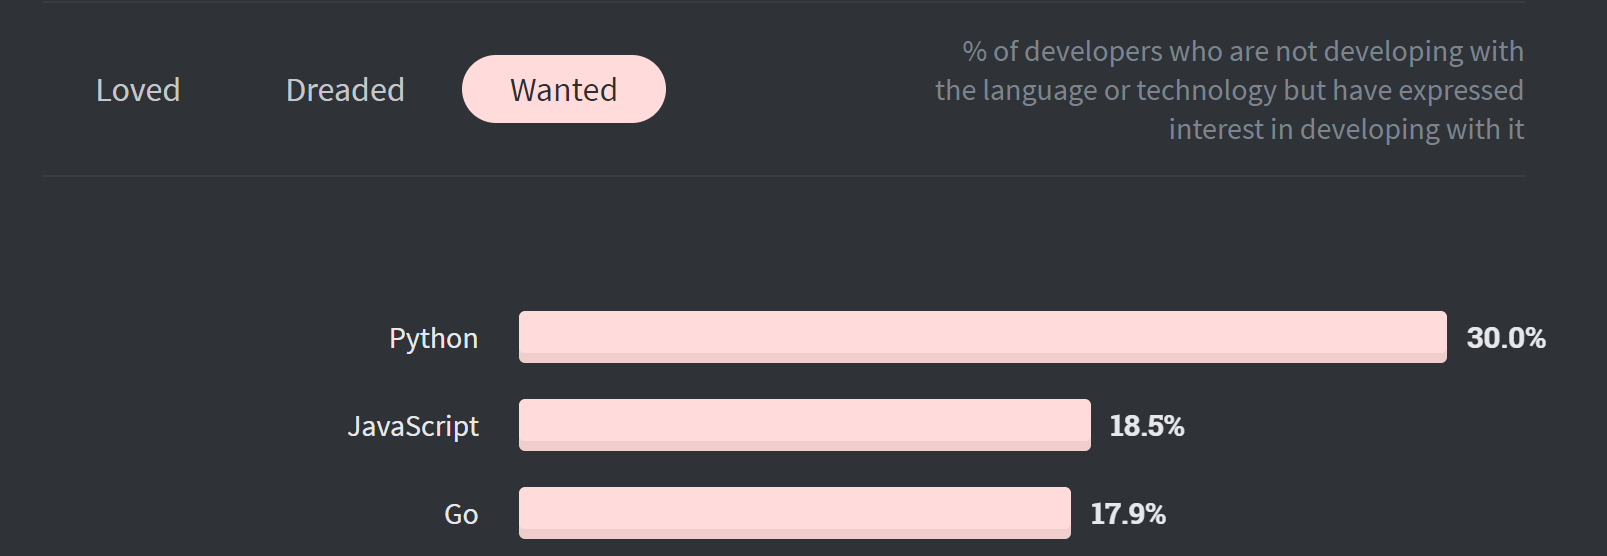 Loved Dreaded Wanted
% of developers who are not developing with
the language or technology but have expressed
interest in developing with it
Python 30.0%
JavaScript 18.5%
Go 17.9%